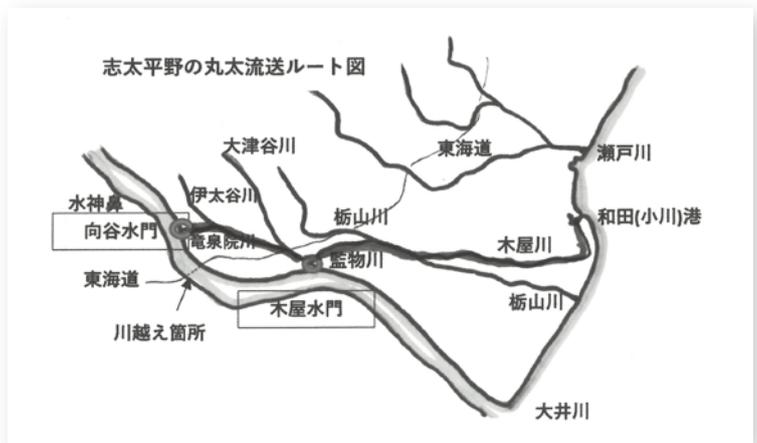 志太平野の丸太流送ルート図
大津谷川
東海道
瀬戸川
伊太谷川
水神鼻
栃山川
和田(小川)港
向谷水門
竜泉院川
木屋川
監物川
東海道
栃山川
木屋水門
川越え箇所
大井川